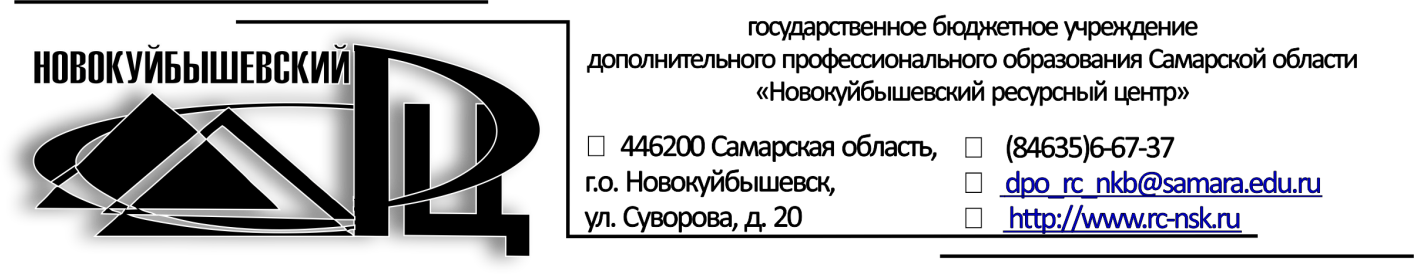 НОВОКУЙБЫШЕВСКИЙ
РЦ
государственное бюджетное учреждение
дополнительного профессионального образования Самарской области
«Новокуйбышевский ресурсный центр»
446200 Самарская область,
г.о. Новокуйбышевск,
ул. Суворова, д. 20
(84635)6-67-37
dpo_rc_nkb@samara.edu.ru
http://www.rc-nsk.ru